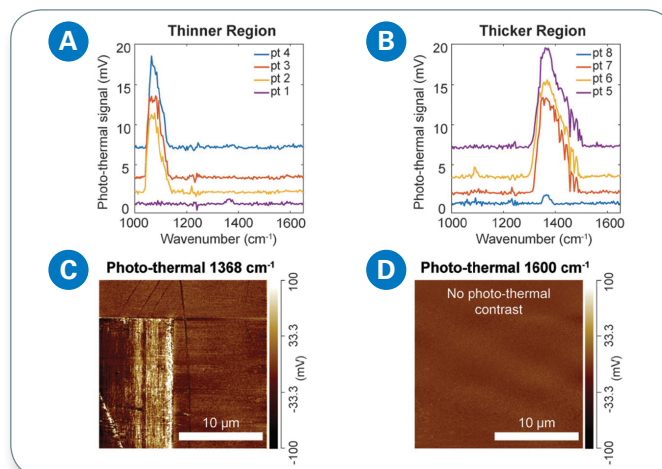 A
Thinner Region
Photo-thermal signal (mV)
20
15
10
5
0
pt 4
pt 3
pt 2
pt 1
1000
1200
1400
1600
Wavenumber (cm⁻¹)
B
Thicker Region
Photo-thermal signal (mV)
20
15
10
5
0
pt 8
pt 7
pt 6
pt 5
1000
1200
1400
1600
Wavenumber (cm⁻¹)
C
Photo-thermal 1368 cm⁻¹
10 µm
100
33.3
-33.3
-100
(mV)
D
Photo-thermal 1600 cm⁻¹
No photo-thermal
contrast
10 µm
100
33.3
-33.3
-100
(mV)